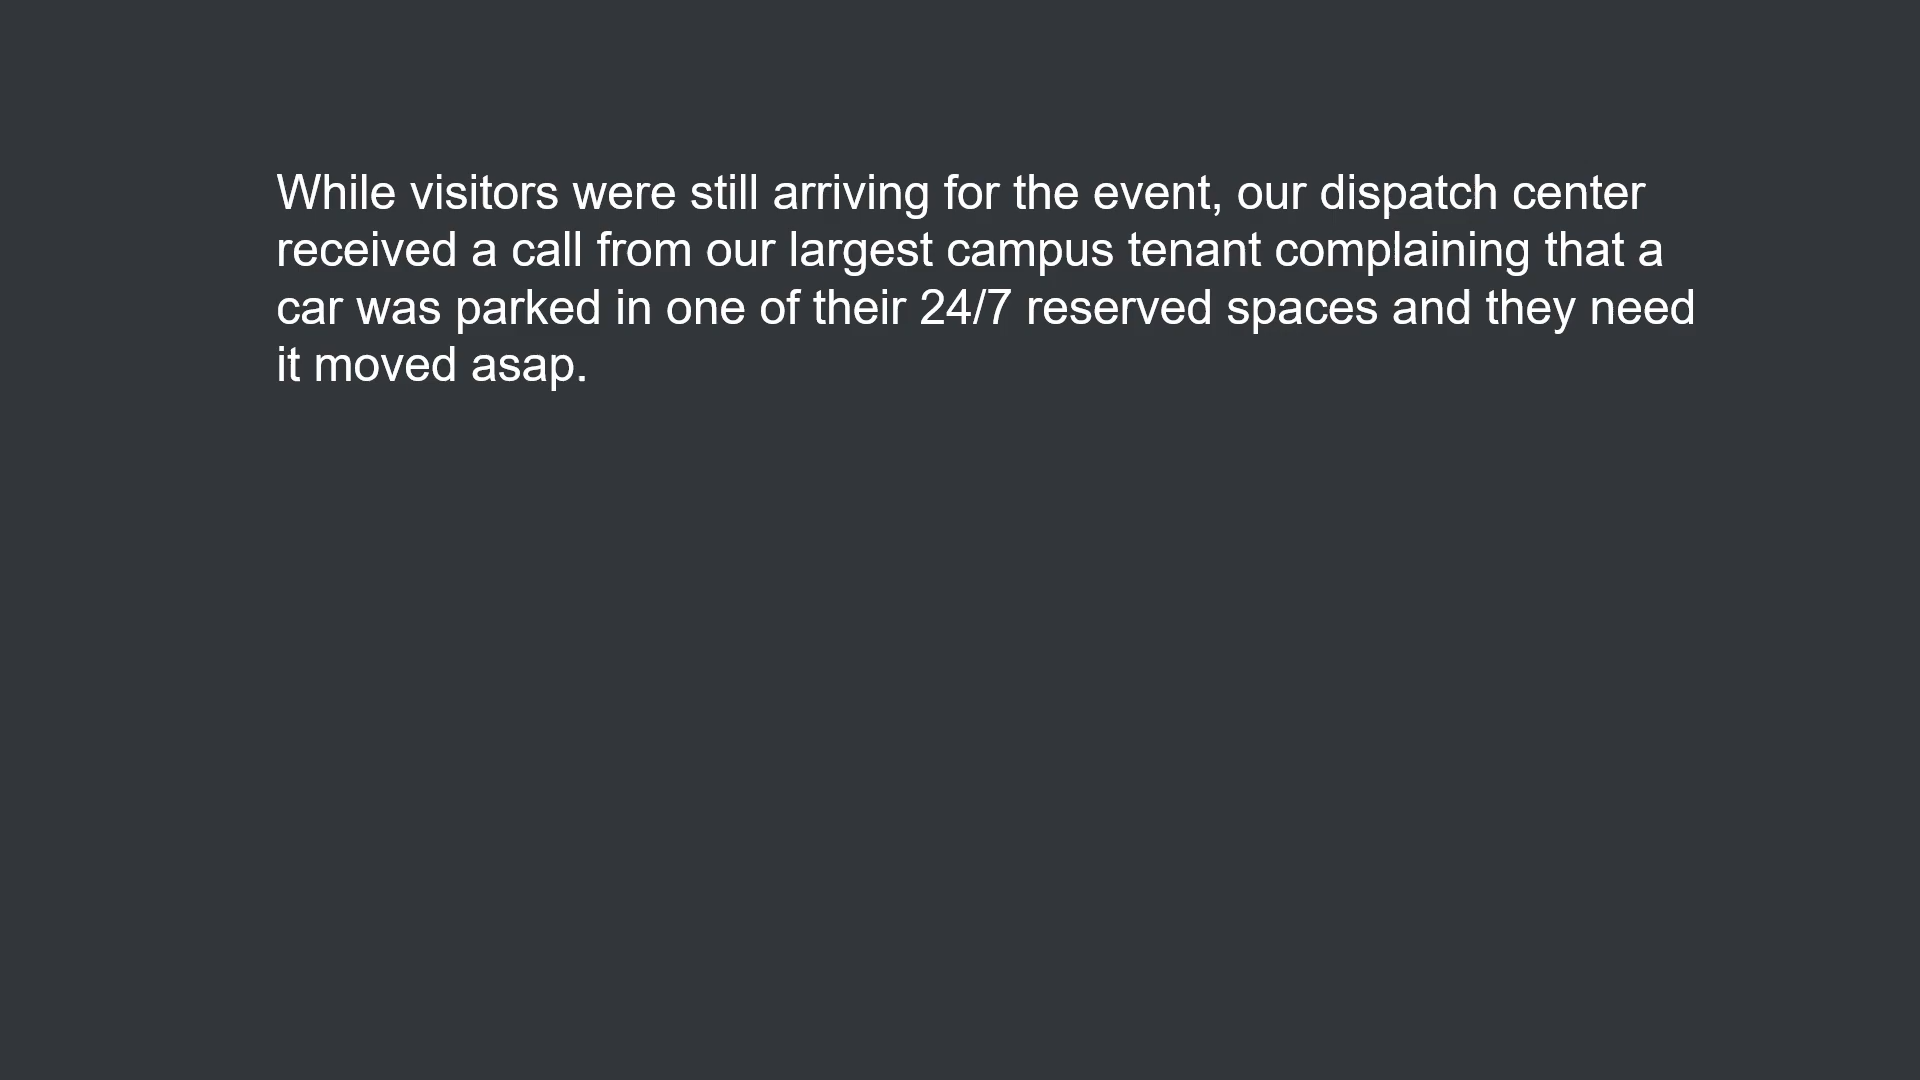 While visitors were still arriving for the event, our dispatch center
received a call from our largest campus tenant complaining that a
car was parked in one of their 24/7 reserved spaces and they need
it moved asap.